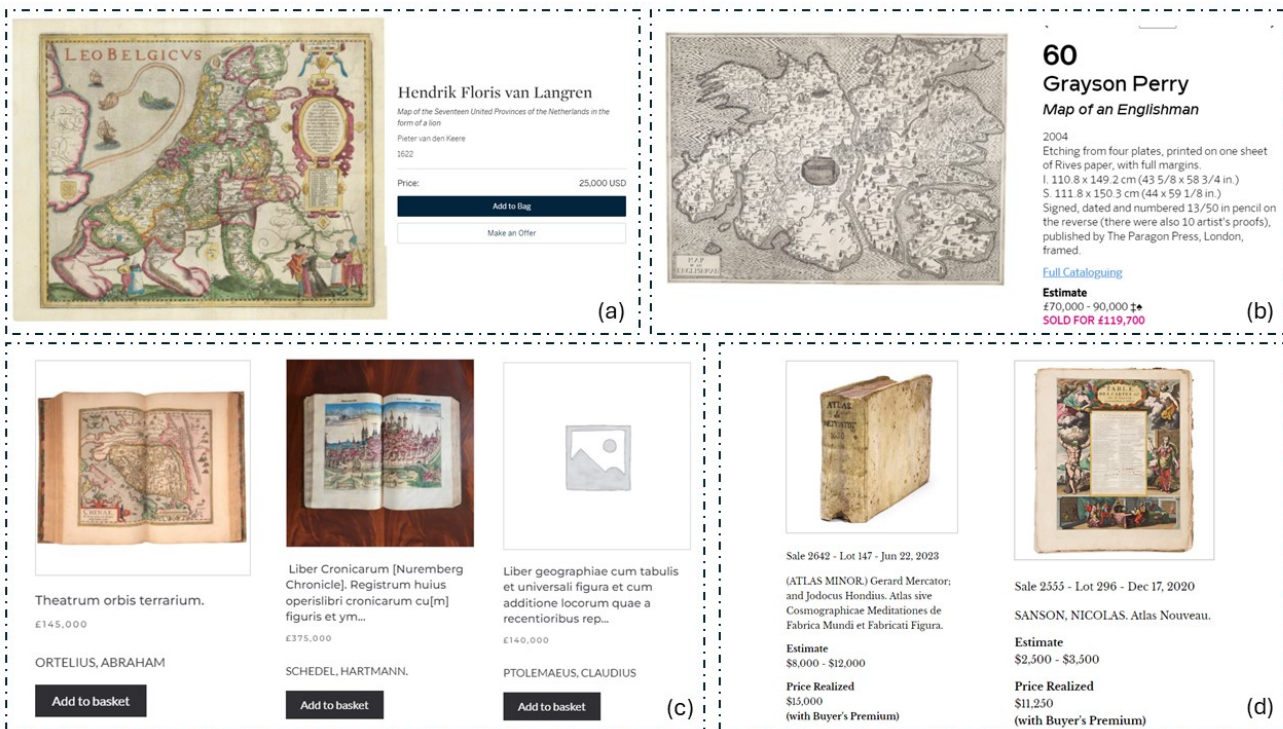 LEO BELGICVS
Hendrik Floris van Langren
Map of the Seventeen United Provinces of the Netherlands in the
form of a lion
Pieter van den Keere
1622
Price: 25,000 USD
Add to Bag
Make an Offer
(a)
MAP
ENGLISHMAN
60
Grayson Perry
Map of an Englishman
2004
Etching from four plates, printed on one sheet
of Rives paper, with full margins.
I. 110.8 x 149.2 cm (43 5/8 x 58 3/4 in.)
S. 111.8 x 150.3 cm (44 x 59 1/8 in.)
Signed, dated and numbered 13/50 in pencil on
the reverse (there were also 10 artist's proofs),
published by The Paragon Press, London,
framed.
Full Cataloguing
Estimate
£70,000 - 90,000 ‡♠
SOLD FOR £119,700
(b)
Theatrum orbis terrarium.
£145,000
ORTELIUS, ABRAHAM
Add to basket
Liber Cronicarum [Nuremberg
Chronicle]. Registrum huius
operislibri cronicarum cu[m]
figuris et ym...
£375,000
SCHEDEL, HARTMANN.
Add to basket
Liber geographiae cum tabulis
et universali figura et cum
additione locorum quae a
recentioribus rep...
£140,000
PTOLEMAEUS, CLAUDIUS
Add to basket
(c)
ATLAS
Sale 2642 - Lot 147 - Jun 22, 2023
(ATLAS MINOR.) Gerard Mercator;
and Jodocus Hondius. Atlas sive
Cosmographicae Meditationes de
Fabrica Mundi et Fabricati Figura.
Estimate
$8,000 - $12,000
Price Realized
$15,000
(with Buyer's Premium)
TABLE
DES CARTES
Sale 2555 - Lot 296 - Dec 17, 2020
SANSON, NICOLAS. Atlas Nouveau.
Estimate
$2,500 - $3,500
Price Realized
$11,250
(with Buyer's Premium)
(d)